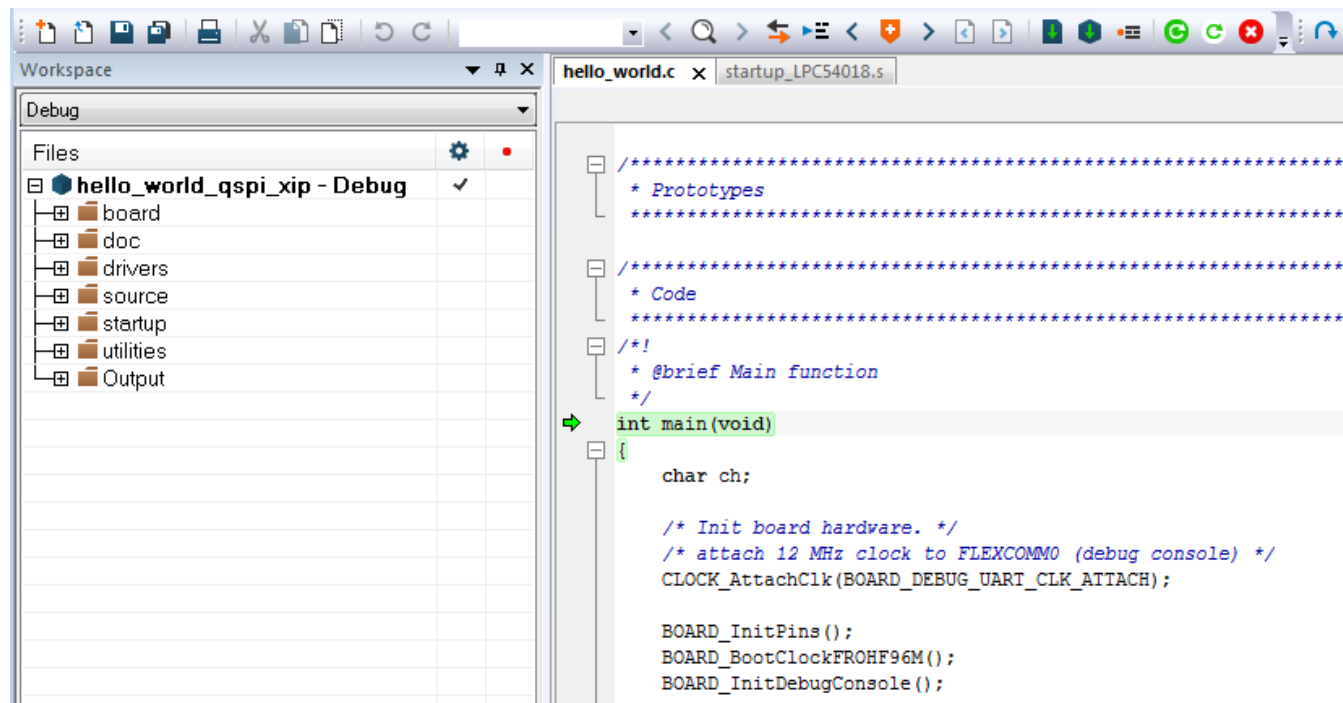 Workspace
Debug
Files
hello_world_qspi_xip - Debug
board
doc
drivers
source
startup
utilities
Output
hello_world.c x startup_LPC54018.s
/*****************************************************************
* Prototypes
****************************************************************
/*****************************************************************
* Code
****************************************************************
/*!
* @brief Main function
*/
int main(void)
{
char ch;
/* Init board hardware. */
/* attach 12 MHz clock to FLEXCOMM0 (debug console) */
CLOCK_AttachClk(BOARD_DEBUG_UART_CLK_ATTACH);
BOARD_InitPins();
BOARD_BootClockFROHF96M();
BOARD_InitDebugConsole();